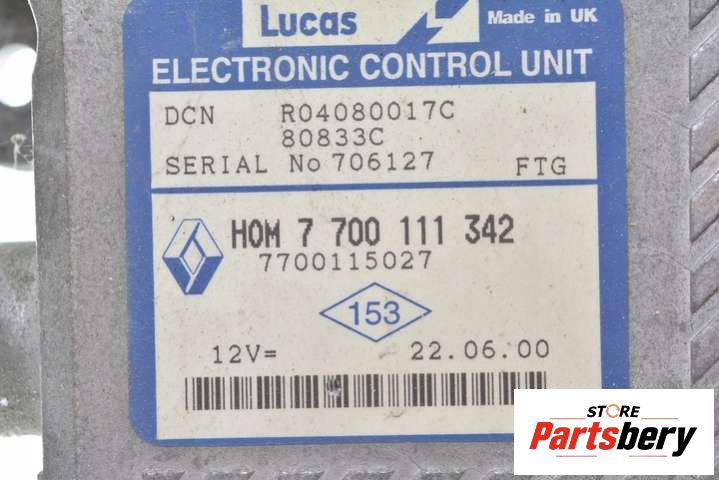 Lucas
Made in UK
ELECTRONIC CONTROL UNIT
DCN R04080017C
80833C
SERIAL No 706127 FTG
HOM 7 700 111 342
7700115027
153
12V= 22.06.00
STORE
Partsbery